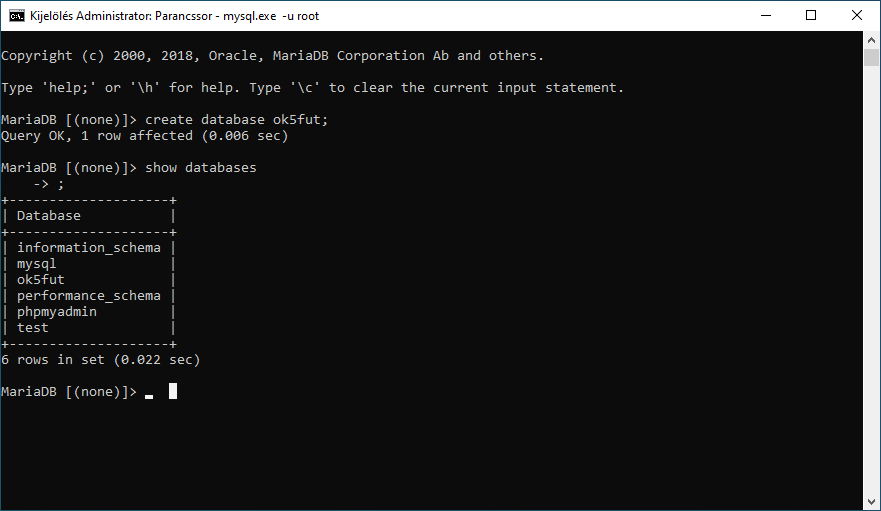 Kijelölés Administrator: Parancssor - mysql.exe  -u root
Copyright (c) 2000, 2018, Oracle, MariaDB Corporation Ab and others.
Type 'help;' or '\h' for help. Type '\c' to clear the current input statement.
MariaDB [(none)]> create database ok5fut;
Query OK, 1 row affected (0.006 sec)
MariaDB [(none)]> show databases
    -> ;
+--------------------+
| Database           |
+--------------------+
| information_schema |
| mysql              |
| ok5fut             |
| performance_schema |
| phpmyadmin         |
| test               |
+--------------------+
6 rows in set (0.022 sec)
MariaDB [(none)]>